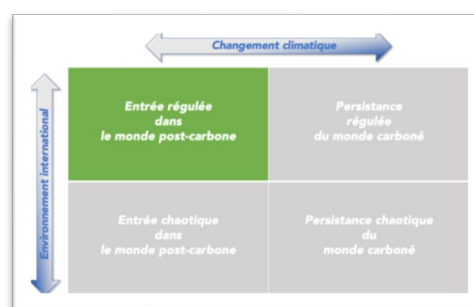 Changement climatique
Environnement international
Entrée régulée
dans
le monde post-carbone
Persistance
régulée
du monde carboné
Entrée chaotique
dans
le monde post-carbone
Persistance chaotique
du
monde carboné